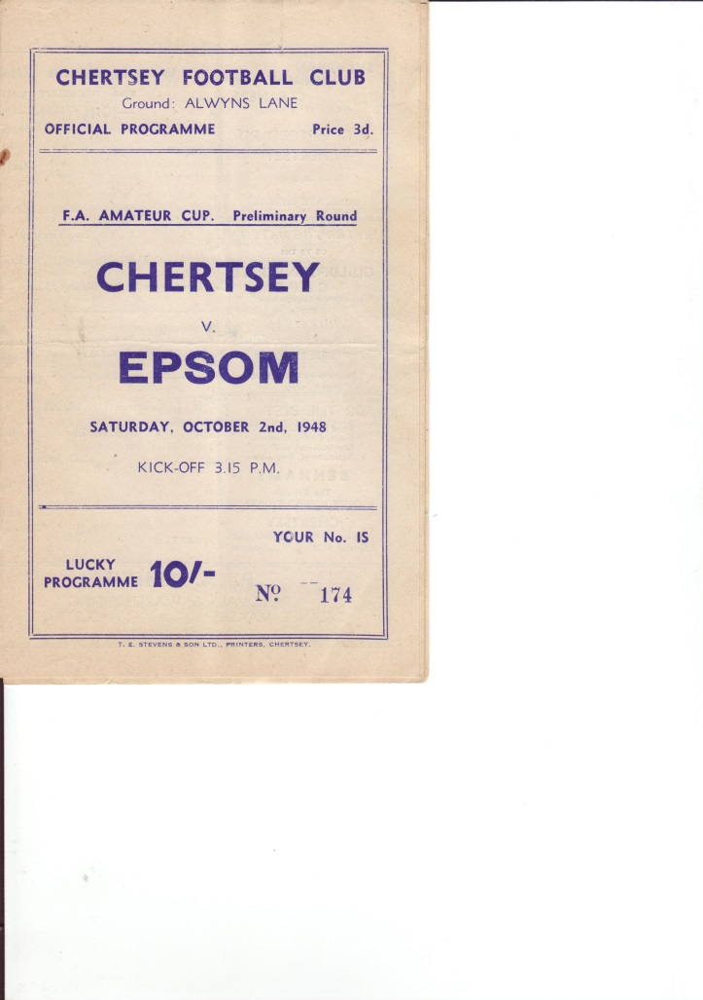 CHERTSEY FOOTBALL CLUB
Ground: ALWYNS LANE
OFFICIAL PROGRAMME Price 3d.
F.A. AMATEUR CUP. Preliminary Round
CHERTSEY
V.
EPSOM
SATURDAY, OCTOBER 2nd, 1948
KICK-OFF 3.15 P.M.
YOUR No. IS
LUCKY
PROGRAMME 10/-
Nº -- 174
T. E. STEVENS & SON LTD., PRINTERS, CHERTSEY.